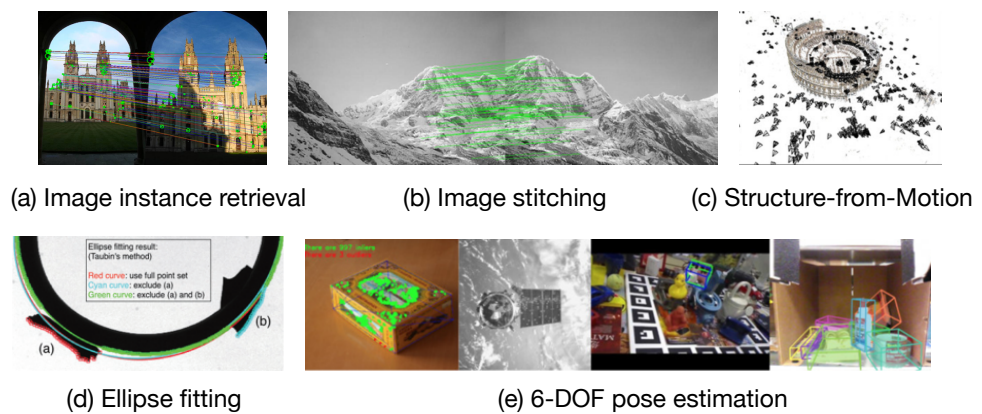 (a) Image instance retrieval
(b) Image stitching
(c) Structure-from-Motion
Ellipse fitting result:
(Taubin's method)
Red curve: use full point set
Cyan curve: exclude (a)
Green curve: exclude (a) and (b)
(a)
(b)
(d) Ellipse fitting
(e) 6-DOF pose estimation